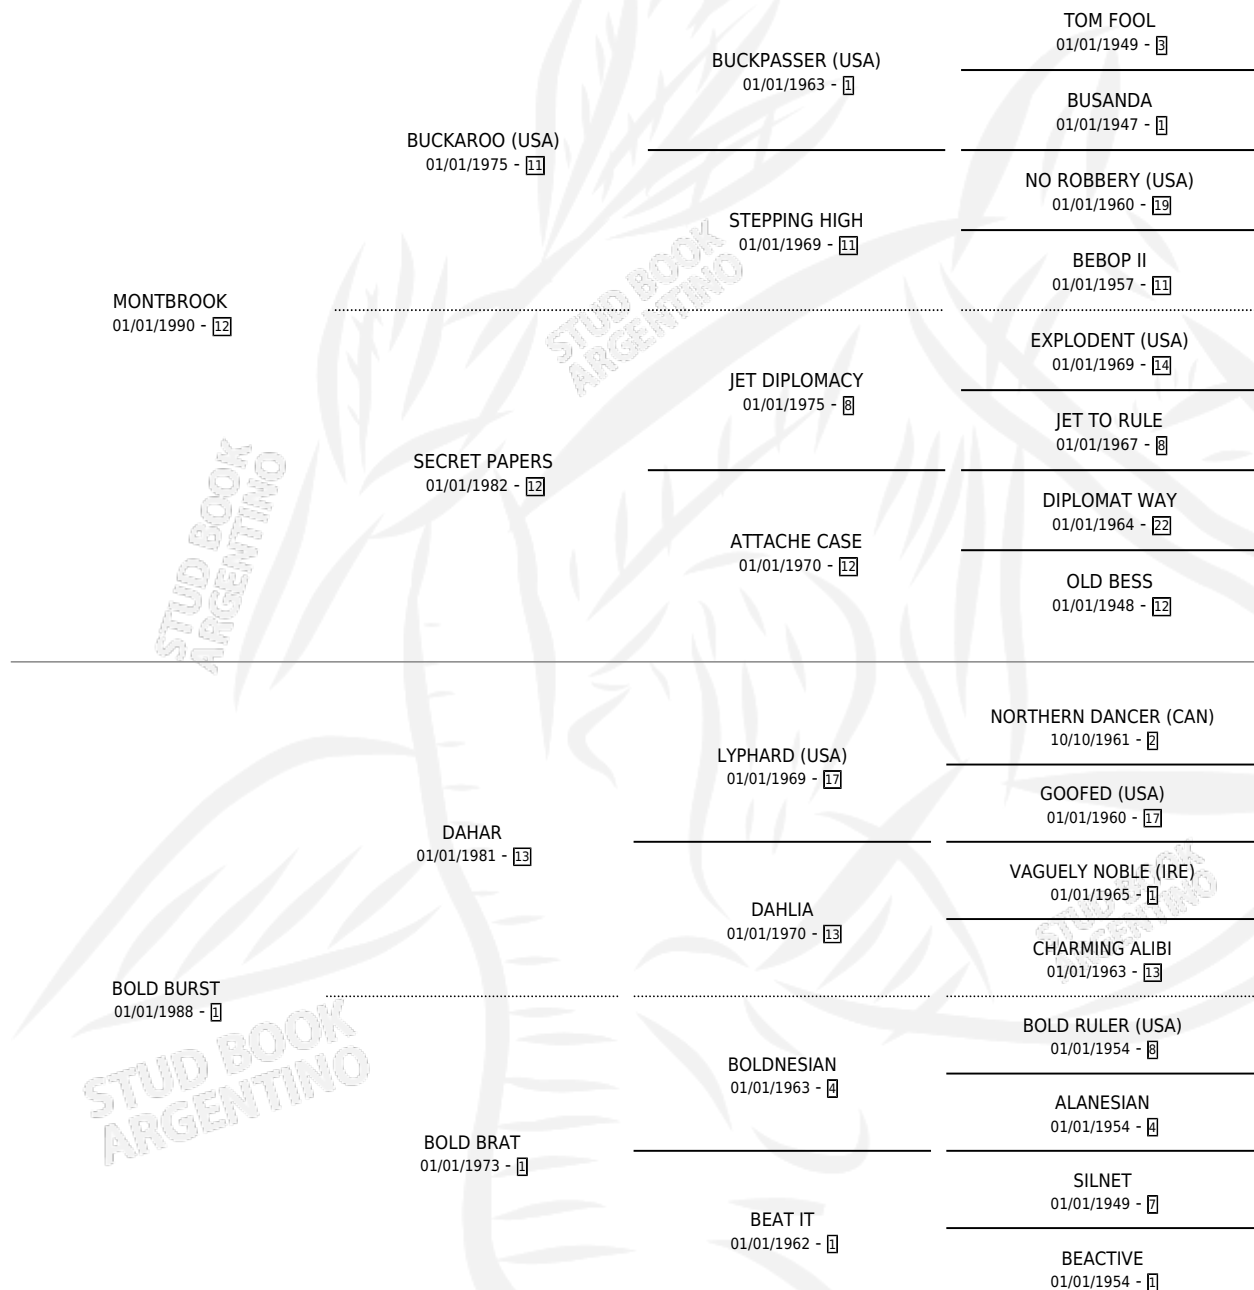 TOM FOOL
01/01/1949 - 3
BUCKPASSER (USA)
01/01/1963 - 1
BUSANDA
01/01/1947 - 1
BUCKAROO (USA)
01/01/1975 - 11
NO ROBBERY (USA)
01/01/1960 - 19
STEPPING HIGH
01/01/1969 - 11
BEBOP II
01/01/1957 - 11
MONTBROOK
01/01/1990 - 12
EXPLODENT (USA)
01/01/1969 - 14
JET DIPLOMACY
01/01/1975 - 8
JET TO RULE
01/01/1967 - 8
SECRET PAPERS
01/01/1982 - 12
DIPLOMAT WAY
01/01/1964 - 22
ATTACHE CASE
01/01/1970 - 12
OLD BESS
01/01/1948 - 12
NORTHERN DANCER (CAN)
10/10/1961 - 2
LYPHARD (USA)
01/01/1969 - 17
GOOFED (USA)
01/01/1960 - 17
DAHAR
01/01/1981 - 13
VAGUELY NOBLE (IRE)
01/01/1965 - 1
DAHLIA
01/01/1970 - 13
CHARMING ALIBI
01/01/1963 - 13
BOLD BURST
01/01/1988 - 1
BOLD RULER (USA)
01/01/1954 - 8
BOLDNESIAN
01/01/1963 - 4
ALANESIAN
01/01/1954 - 4
BOLD BRAT
01/01/1973 - 1
SILNET
01/01/1949 - 7
BEAT IT
01/01/1962 - 1
BEACTIVE
01/01/1954 - 1
STUD BOOK
ARGENTINO
STUD BOOK
ARGENTINO
STUD BOOK
ARGENTINO
STUD BOOK
ARGENTINO